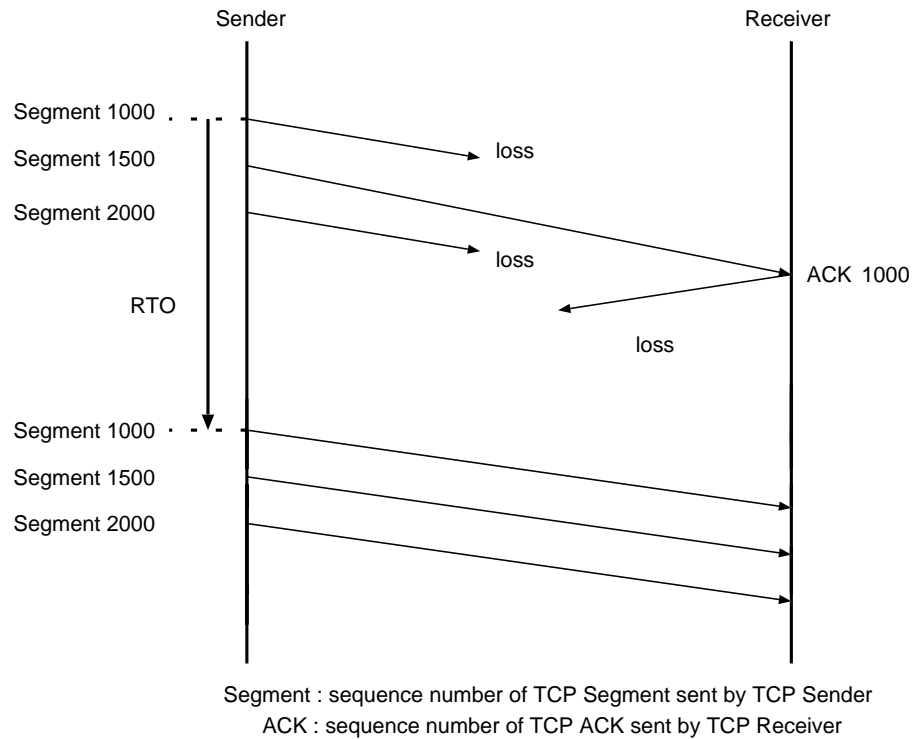 Sender
Receiver
Segment 1000
loss
Segment 1500
Segment 2000
loss
ACK 1000
RTO
loss
Segment 1000
Segment 1500
Segment 2000
Segment : sequence number of TCP Segment sent by TCP Sender
ACK : sequence number of TCP ACK sent by TCP Receiver